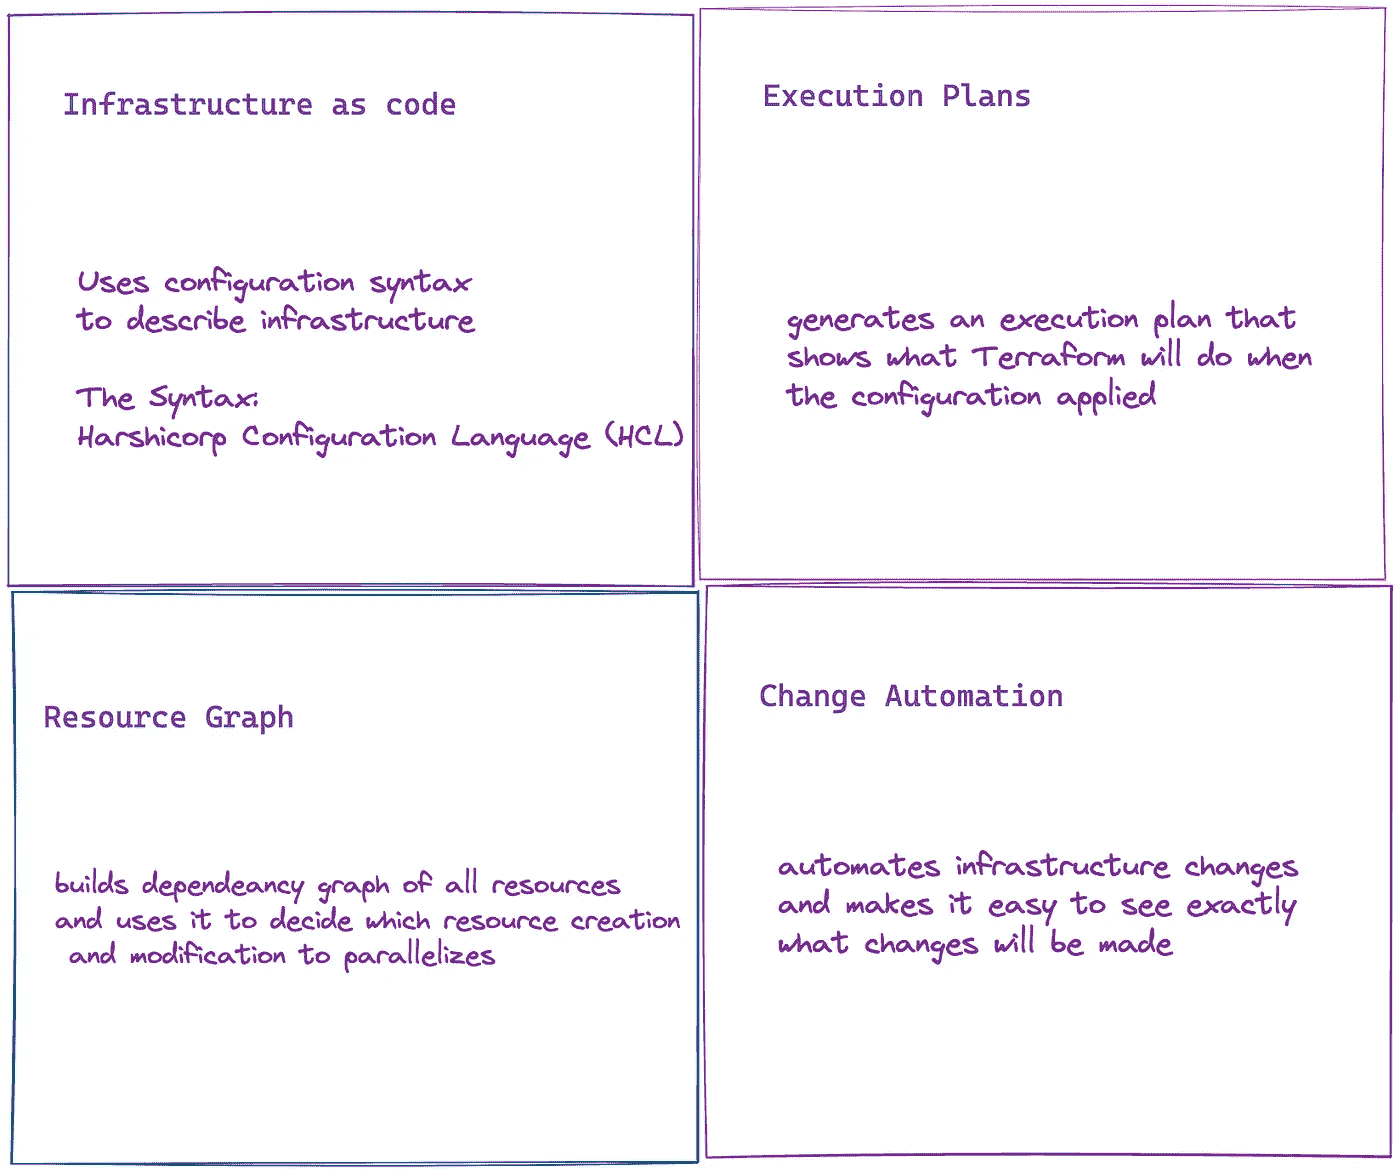 Infrastructure as code
Uses configuration syntax
to describe infrastructure
The Syntax:
Harshicorp Configuration Language (HCL)
Execution Plans
generates an execution plan that
shows what Terraform will do when
the configuration applied
Resource Graph
builds dependeancy graph of all resources
and uses it to decide which resource creation
and modification to parallelizes
Change Automation
automates infrastructure changes
and makes it easy to see exactly
what changes will be made